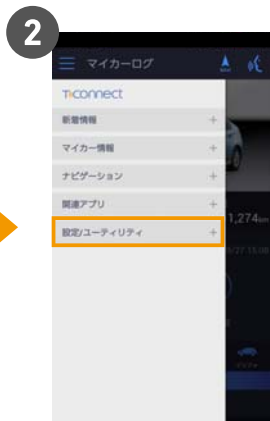 2
マイカーログ
T-Connect
新着情報 +
マイカー情報 +
ナビゲーション +
関連アプリ +
1,274km
設定/ユーティリティ +